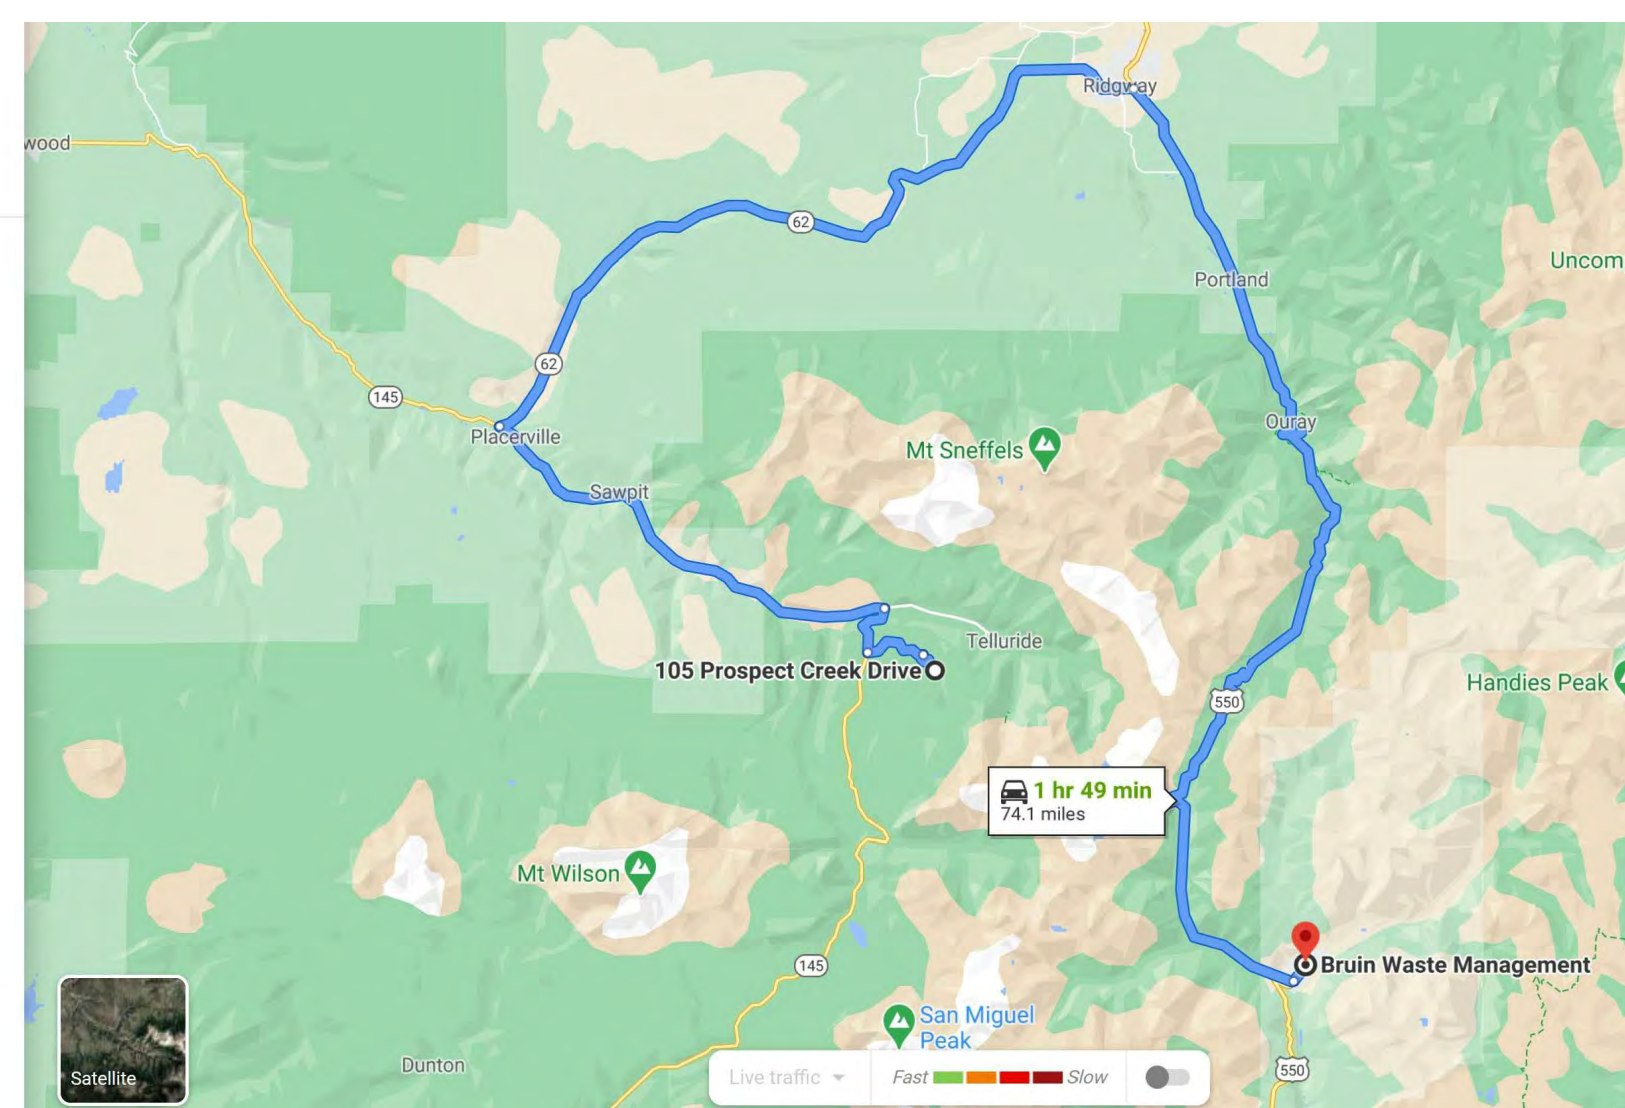 Ridgway
wood
62
Uncom
Portland
62
145
Ouray
Placerville
Mt Sneffels
Sawpit
Telluride
105 Prospect Creek Drive
Handies Peak
550
1 hr 49 min
74.1 miles
Mt Wilson
145
Bruin Waste Management
San Miguel
Peak
Dunton
550
Satellite
Live traffic
Fast
Slow